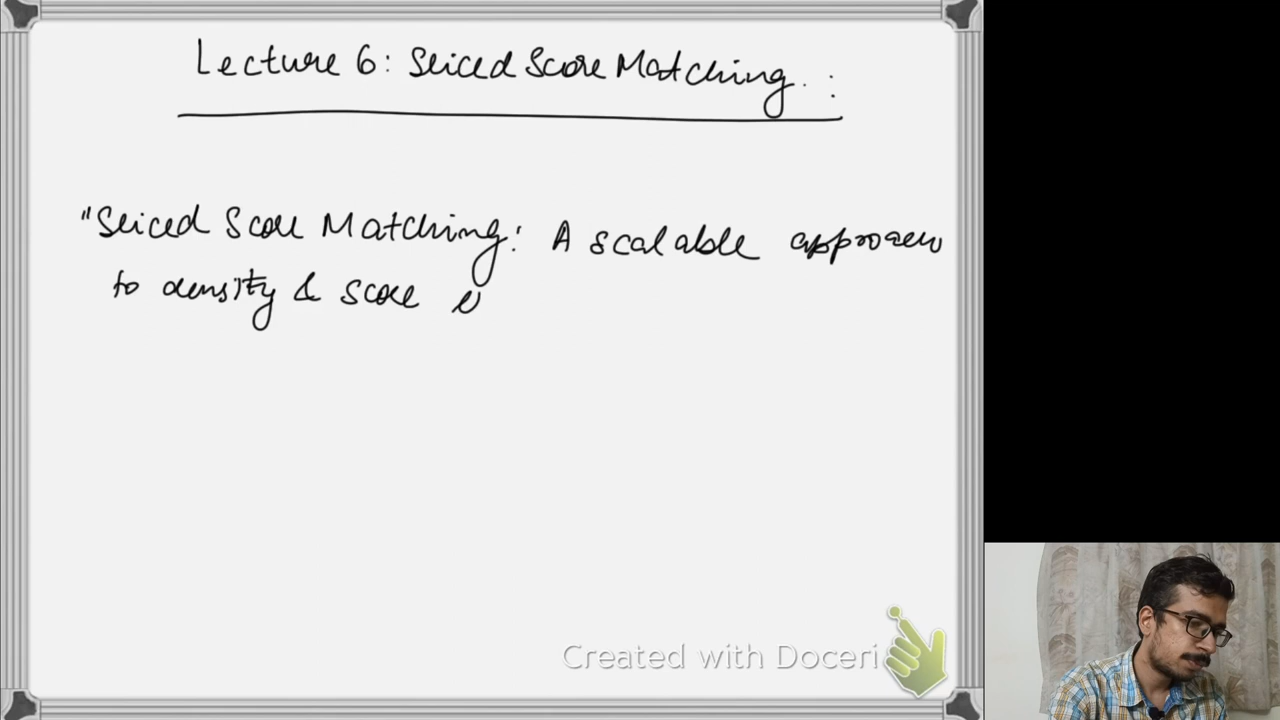 Lecture 6: Sliced Score Matching. :
"Sliced Score Matching: A scalable approach
to density & score e
Created with Doceri